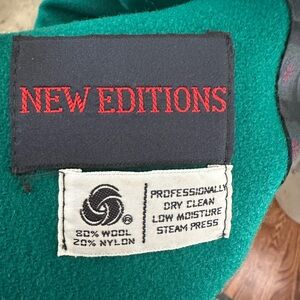 NEW EDITIONS
80% WOOL
20% NYLON
PROFESSIONALLY
DRY CLEAN
LOW MOISTURE
STEAM PRESS